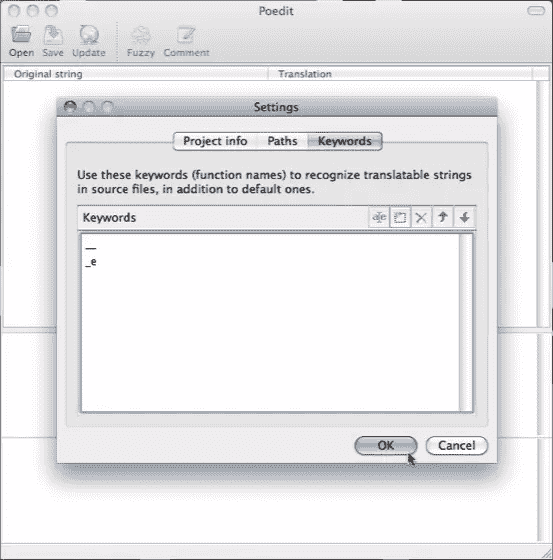 Poedit
Open Save Update Fuzzy Comment
Original string Translation
Settings
Project info Paths Keywords
Use these keywords (function names) to recognize translatable strings
in source files, in addition to default ones.
Keywords
__
_e
OK Cancel